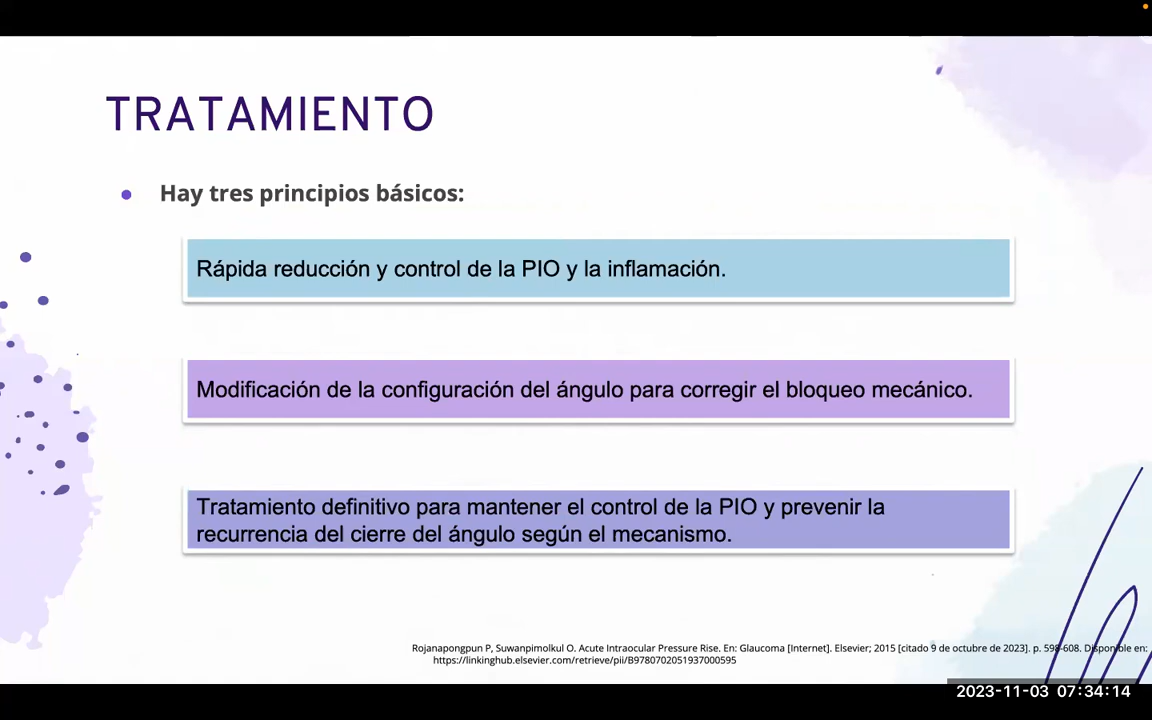 TRATAMIENTO
Hay tres principios básicos:
Rápida reducción y control de la PIO y la inflamación.
Modificación de la configuración del ángulo para corregir el bloqueo mecánico.
Tratamiento definitivo para mantener el control de la PIO y prevenir la
recurrencia del cierre del ángulo según el mecanismo.
Rojanapongpun P, Suwanpimolkul O. Acute Intraocular Pressure Rise. En: Glaucoma [Internet]. Elsevier; 2015 [citado 9 de octubre de 2023]. p. 598-608. Disponible en:
https://linkinghub.elsevier.com/retrieve/pii/B9780702051937000595
2023-11-03 07:34:14